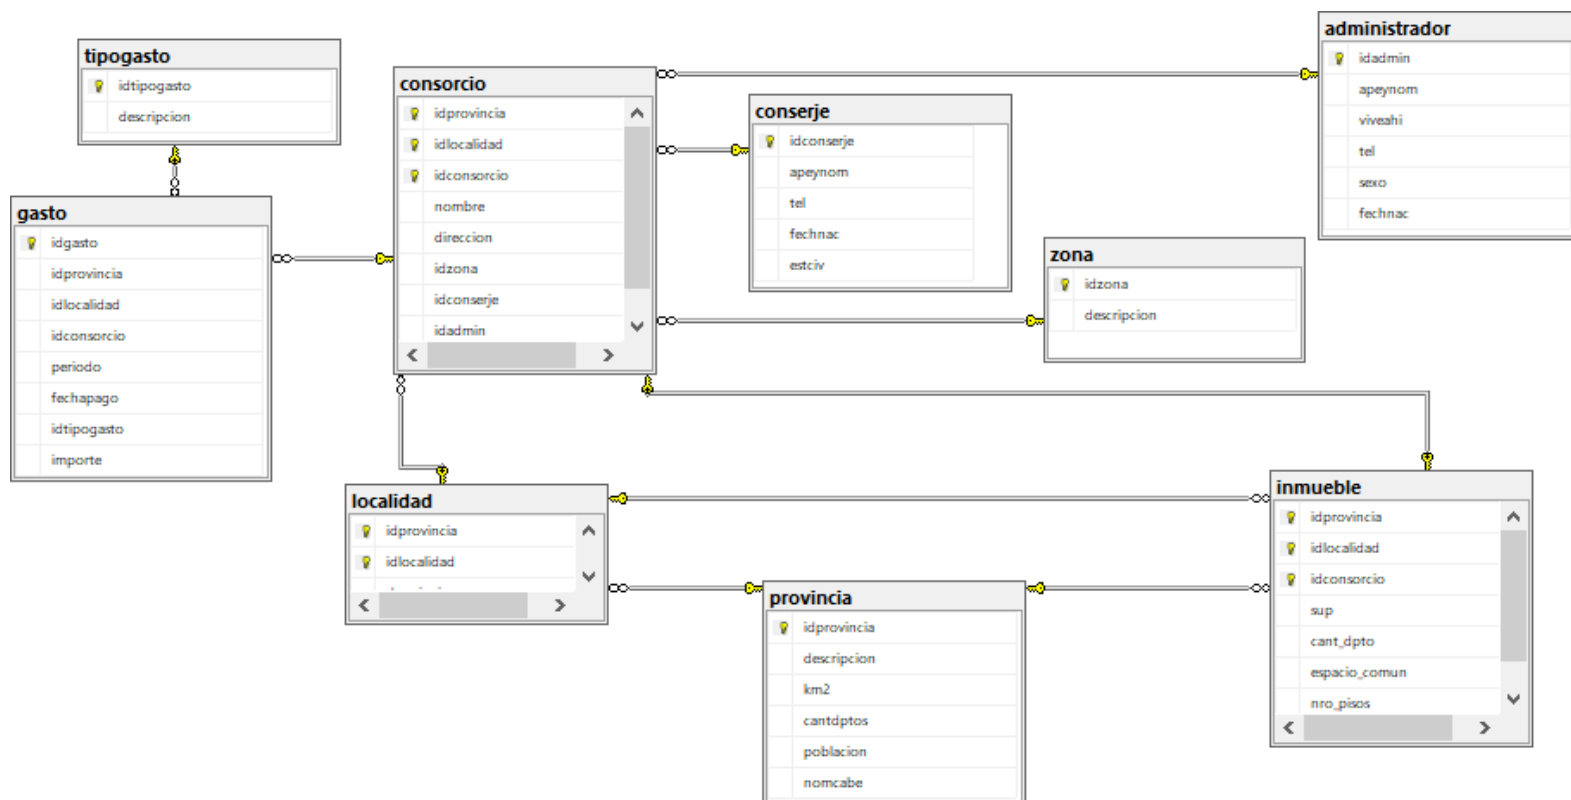 tipogasto
idtipogasto
descripcion
gasto
idgasto
idprovincia
idlocalidad
idconsorcio
periodo
fechapago
idtipogasto
importe
consorcio
idprovincia
idlocalidad
idconsorcio
nombre
direccion
idzona
idconserje
idadmin
conserje
idconserje
apeynom
tel
fechnac
estciv
administrador
idadmin
apeynom
viveahi
tel
sexo
fechnac
zona
idzona
descripcion
localidad
idprovincia
idlocalidad
provincia
idprovincia
descripcion
km2
cantdptos
poblacion
nomcabe
inmueble
idprovincia
idlocalidad
idconsorcio
sup
cant_dpto
espacio_comun
nro_pisos